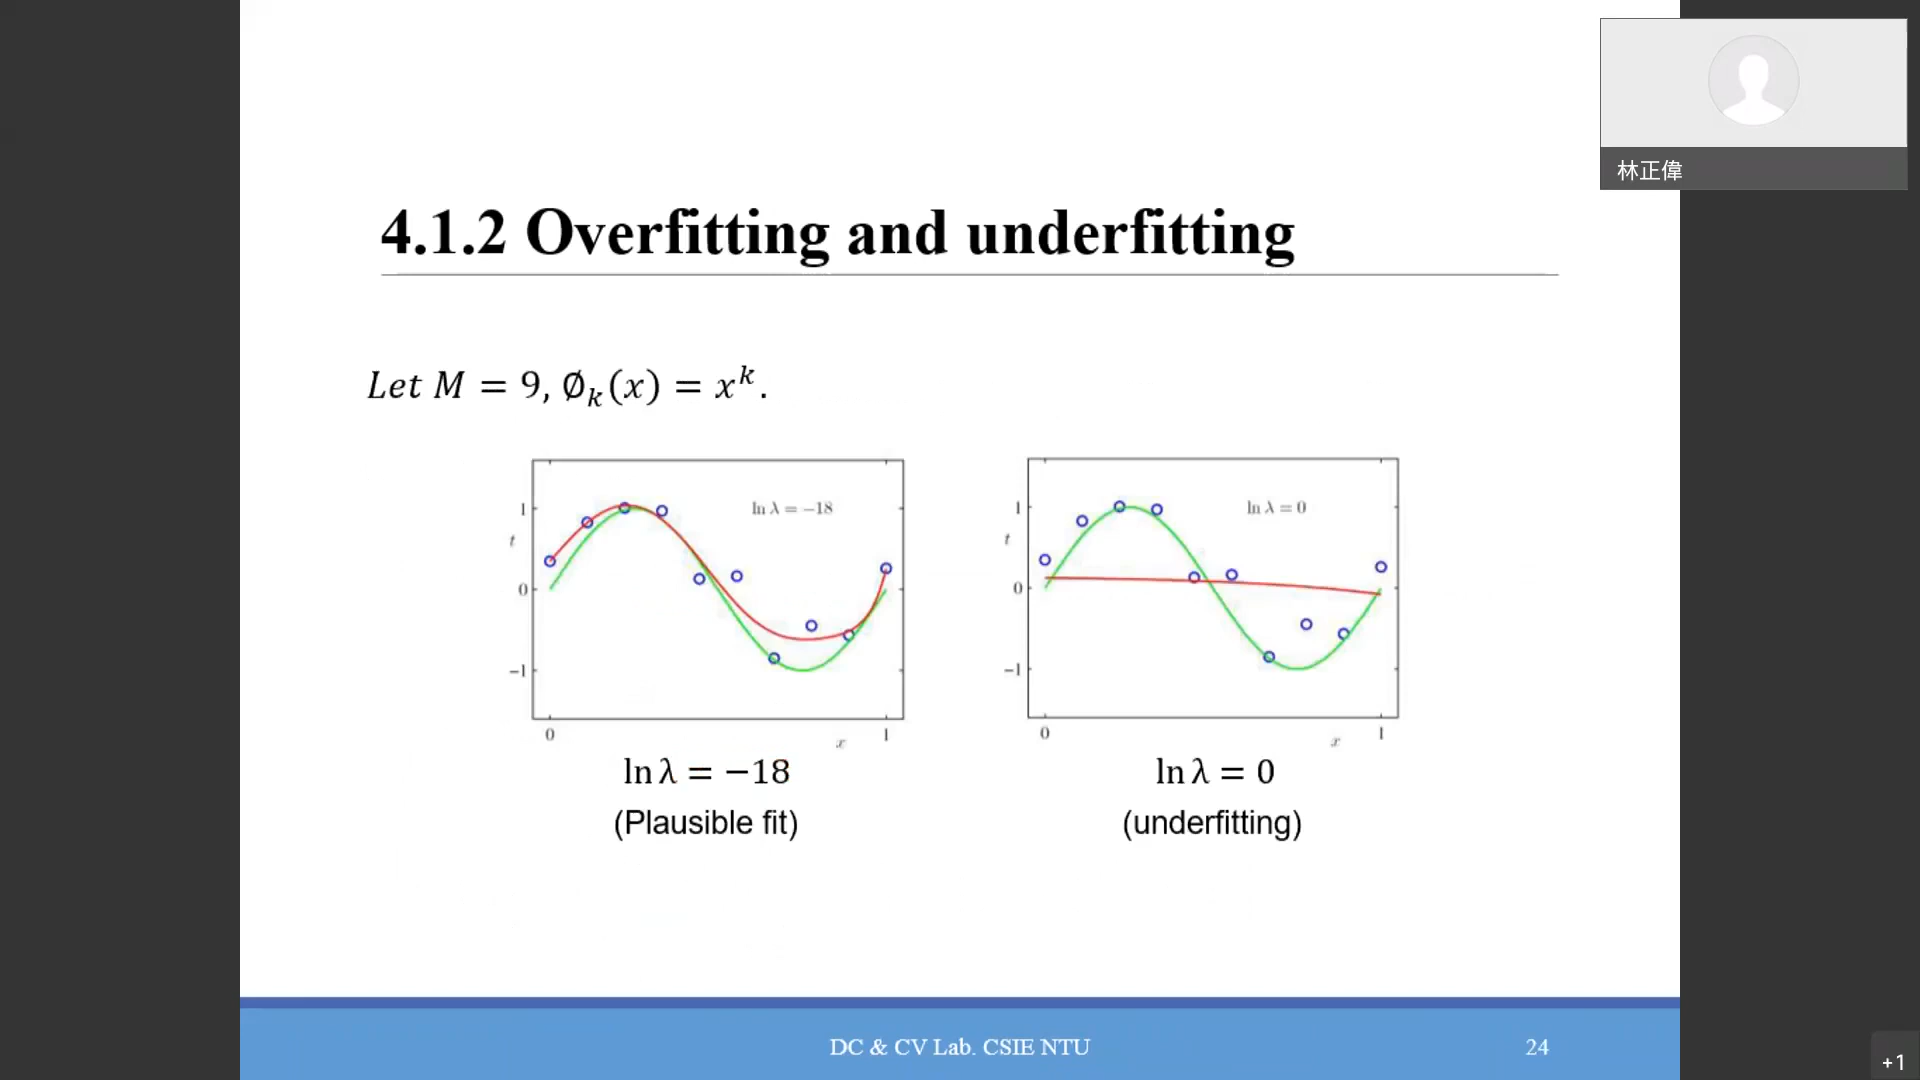 林正偉
4.1.2 Overfitting and underfitting
Let M = 9, ∅ₖ(x) = xᵏ.
ln λ = −18
1
t
0
−1
0
x
1
ln λ = −18
(Plausible fit)
ln λ = 0
1
t
0
−1
0
x
1
ln λ = 0
(underfitting)
DC & CV Lab. CSIE NTU
24
+1